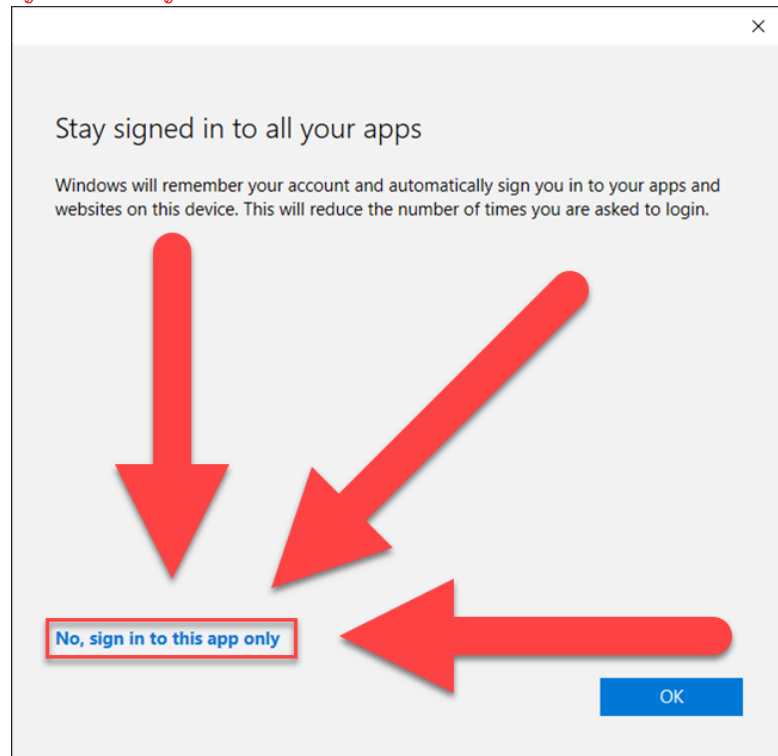 Stay signed in to all your apps
Windows will remember your account and automatically sign you in to your apps and
websites on this device. This will reduce the number of times you are asked to login.
No, sign in to this app only
OK